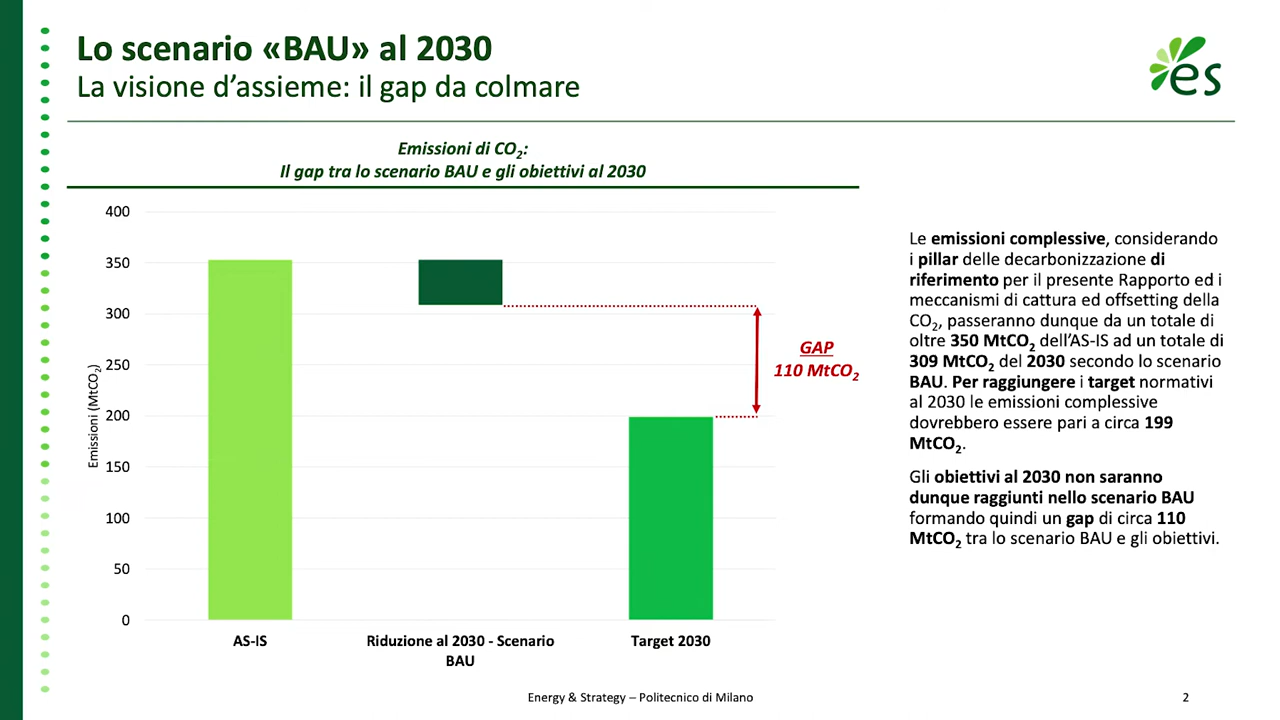 Lo scenario «BAU» al 2030
La visione d’assieme: il gap da colmare
es
Emissioni di CO₂:
Il gap tra lo scenario BAU e gli obiettivi al 2030
Emissioni (MtCO₂)
400
350
300
250
200
150
100
50
0
GAP
110 MtCO₂
AS-IS
Riduzione al 2030 - Scenario
BAU
Target 2030
Le emissioni complessive, considerando
i pillar delle decarbonizzazione di
riferimento per il presente Rapporto ed i
meccanismi di cattura ed offsetting della
CO₂, passeranno dunque da un totale di
oltre 350 MtCO₂ dell’AS-IS ad un totale di
309 MtCO₂ del 2030 secondo lo scenario
BAU. Per raggiungere i target normativi
al 2030 le emissioni complessive
dovrebbero essere pari a circa 199
MtCO₂.
Gli obiettivi al 2030 non saranno
dunque raggiunti nello scenario BAU
formando quindi un gap di circa 110
MtCO₂ tra lo scenario BAU e gli obiettivi.
Energy & Strategy – Politecnico di Milano
2